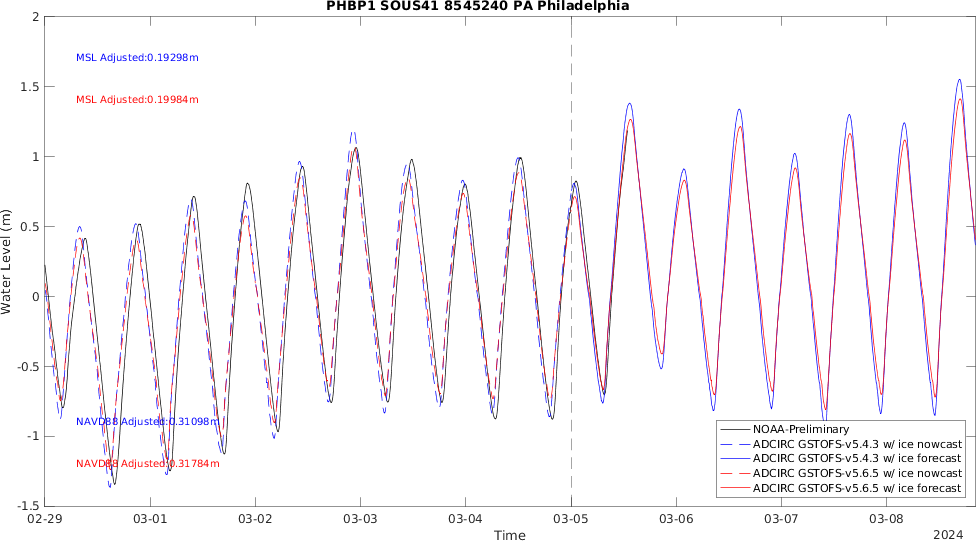 PHBP1 SOUS41 8545240 PA Philadelphia
2
1.5
1
0.5
0
-0.5
-1
-1.5
Water Level (m)
MSL Adjusted:0.19298m
MSL Adjusted:0.19984m
NAVD88 Adjusted:0.31098m
NAVD88 Adjusted:0.31784m
NOAA-Preliminary
ADCIRC GSTOFS-v5.4.3 w/ ice nowcast
ADCIRC GSTOFS-v5.4.3 w/ ice forecast
ADCIRC GSTOFS-v5.6.5 w/ ice nowcast
ADCIRC GSTOFS-v5.6.5 w/ ice forecast
02-29 03-01 03-02 03-03 03-04 03-05 03-06 03-07 03-08
Time
2024